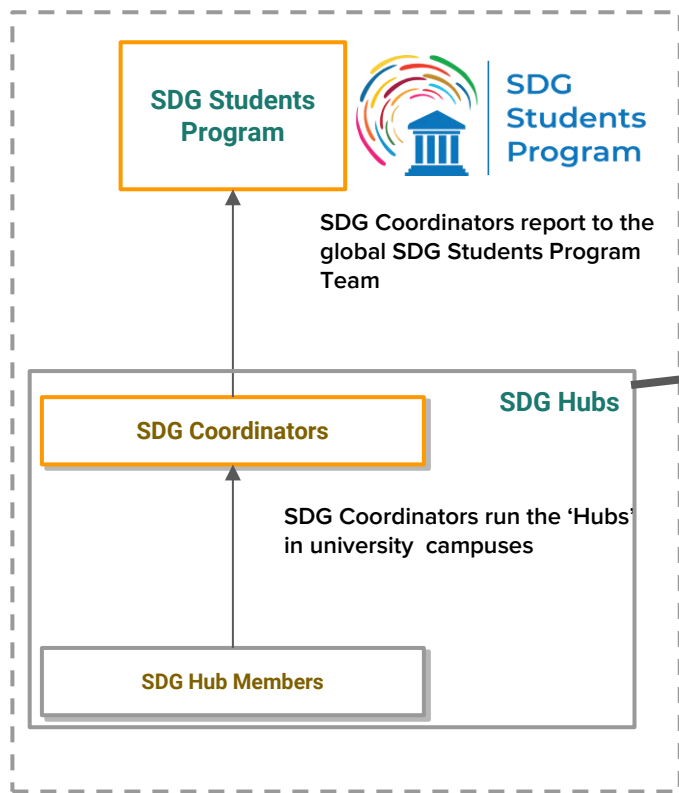 SDG Students
Program
SDG
Students
Program
SDG Coordinators report to the
global SDG Students Program
Team
SDG Hubs
SDG Coordinators
SDG Coordinators run the ‘Hubs’
in university campuses
SDG Hub Members